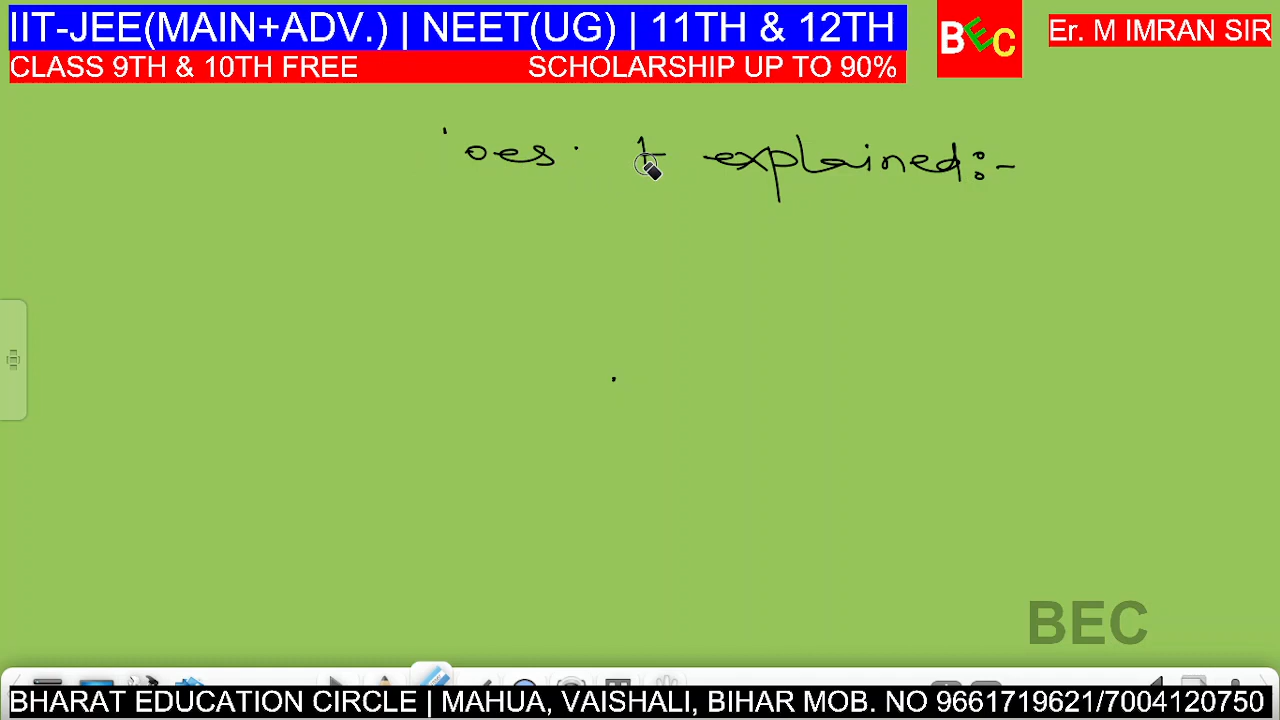 IIT-JEE(MAIN+ADV.) | NEET(UG) | 11TH & 12TH
CLASS 9TH & 10TH FREE SCHOLARSHIP UP TO 90%
BEC
Er. M IMRAN SIR
oes explained:-
BEC
BHARAT EDUCATION CIRCLE | MAHUA, VAISHALI, BIHAR MOB. NO 9661719621/7004120750